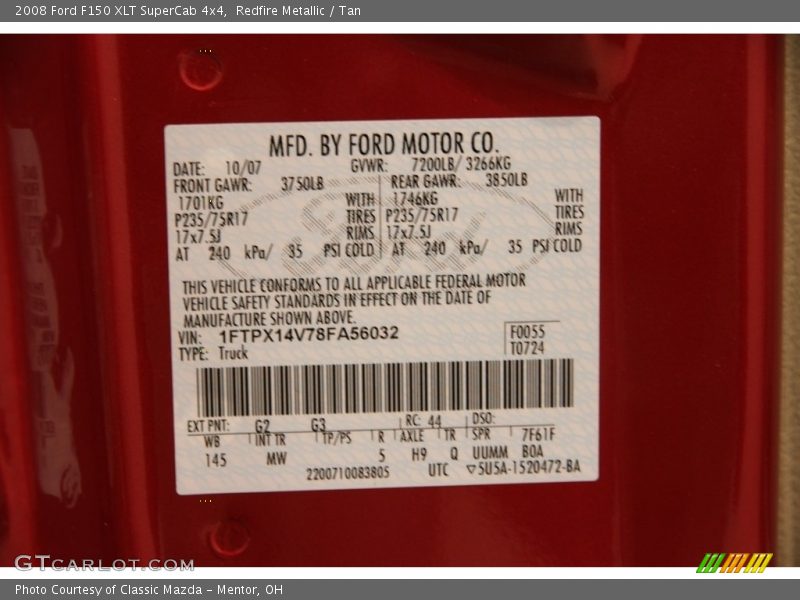 2008 Ford F150 XLT SuperCab 4x4,  Redfire Metallic / Tan
MFD. BY FORD MOTOR CO.
DATE: 10/07 GVWR: 7200LB/ 3266KG
FRONT GAWR: 3750LB REAR GAWR: 3850LB
1701KG WITH 1746KG WITH
P235/75R17 TIRES P235/75R17 TIRES
17x7.5J RIMS 17x7.5J RIMS
AT 240 kPa/ 35 PSI COLD AT 240 kPa/ 35 PSI COLD
THIS VEHICLE CONFORMS TO ALL APPLICABLE FEDERAL MOTOR
VEHICLE SAFETY STANDARDS IN EFFECT ON THE DATE OF
MANUFACTURE SHOWN ABOVE.
VIN: 1FTPX14V78FA56032 F0055
TYPE: Truck T0724
EXT PNT: G2 G3 RC: 44 DSO:
WB INT TR TP/PS R AXLE TR SPR 7F61F
145 MW 5 H9 Q UUMM BOA
2200710083805 UTC ▽5U5A-1520472-BA
GTCARLOT.COM
Photo Courtesy of Classic Mazda - Mentor, OH